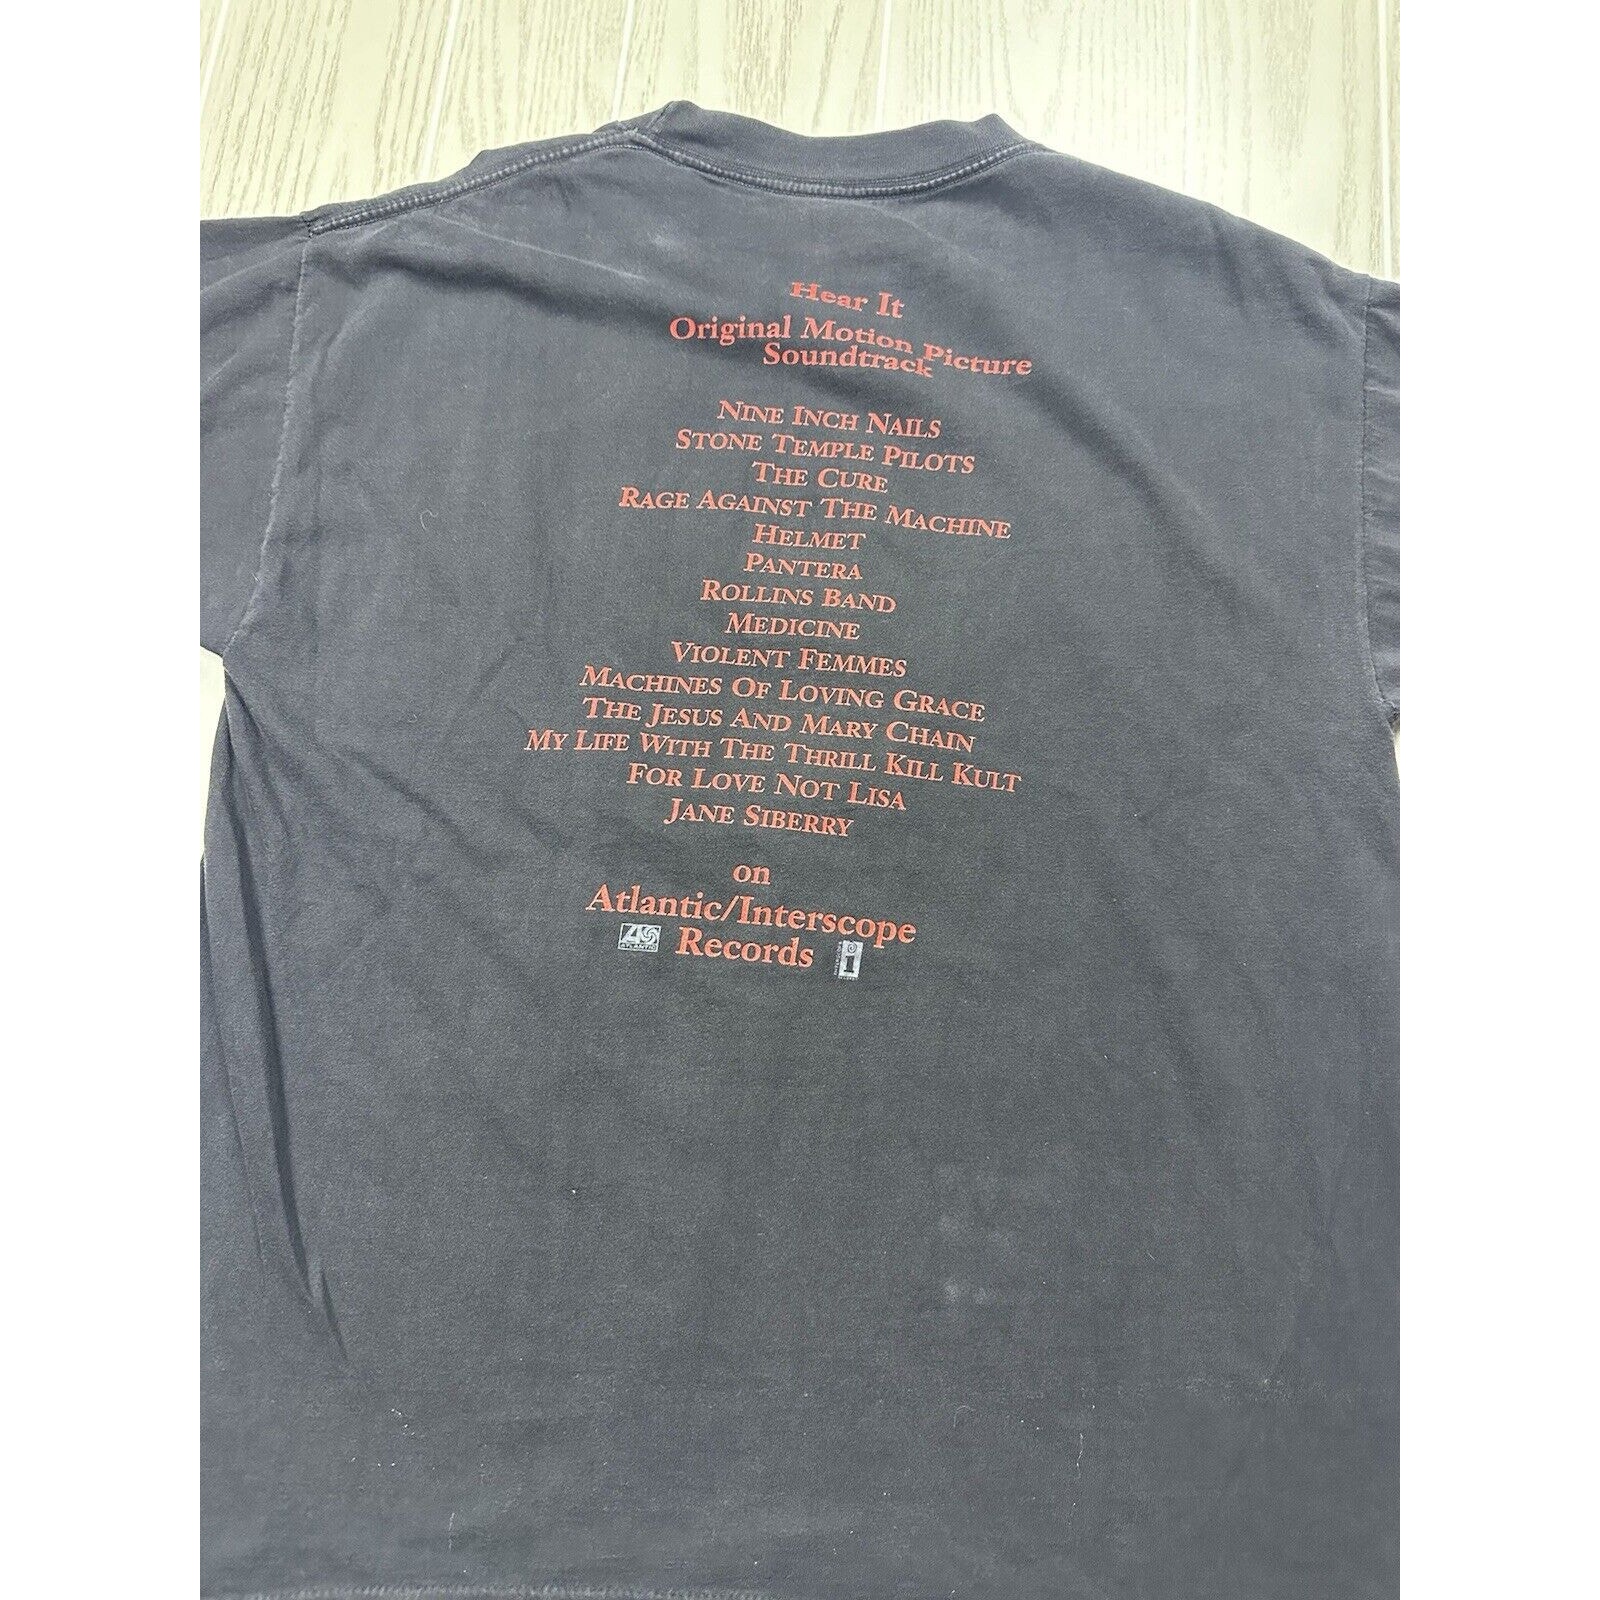 Hear It
Original Motion Picture
Soundtrack
NINE INCH NAILS
STONE TEMPLE PILOTS
THE CURE
RAGE AGAINST THE MACHINE
HELMET
PANTERA
ROLLINS BAND
MEDICINE
VIOLENT FEMMES
MACHINES OF LOVING GRACE
THE JESUS AND MARY CHAIN
MY LIFE WITH THE THRILL KILL KULT
FOR LOVE NOT LISA
JANE SIBERRY
on
Atlantic/Interscope
ATLANTIC Records i